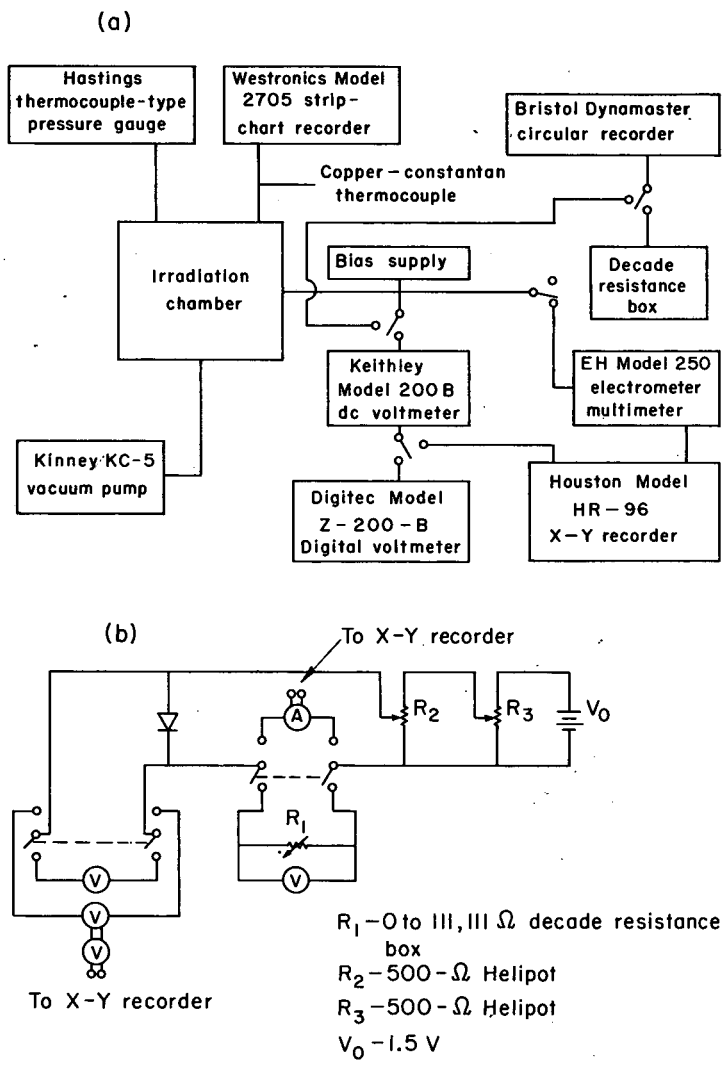 (a)
Hastings
thermocouple-type
pressure gauge
Westronics Model
2705 strip-
chart recorder
Bristol Dynamaster
circular recorder
Copper-constantan
thermocouple
Irradiation
chamber
Bias supply
Decade
resistance
box
Keithley
Model 200B
dc voltmeter
EH Model 250
electrometer
multimeter
Kinney KC-5
vacuum pump
Digitec Model
Z-200-B
Digital voltmeter
Houston Model
HR-96
X-Y recorder
(b)
To X-Y recorder
A
R2
R3
V0
R1
V
V
V
V
To X-Y recorder
R1-0 to 111,111 Ω decade resistance
box
R2-500-Ω Helipot
R3-500-Ω Helipot
V0-1.5 V